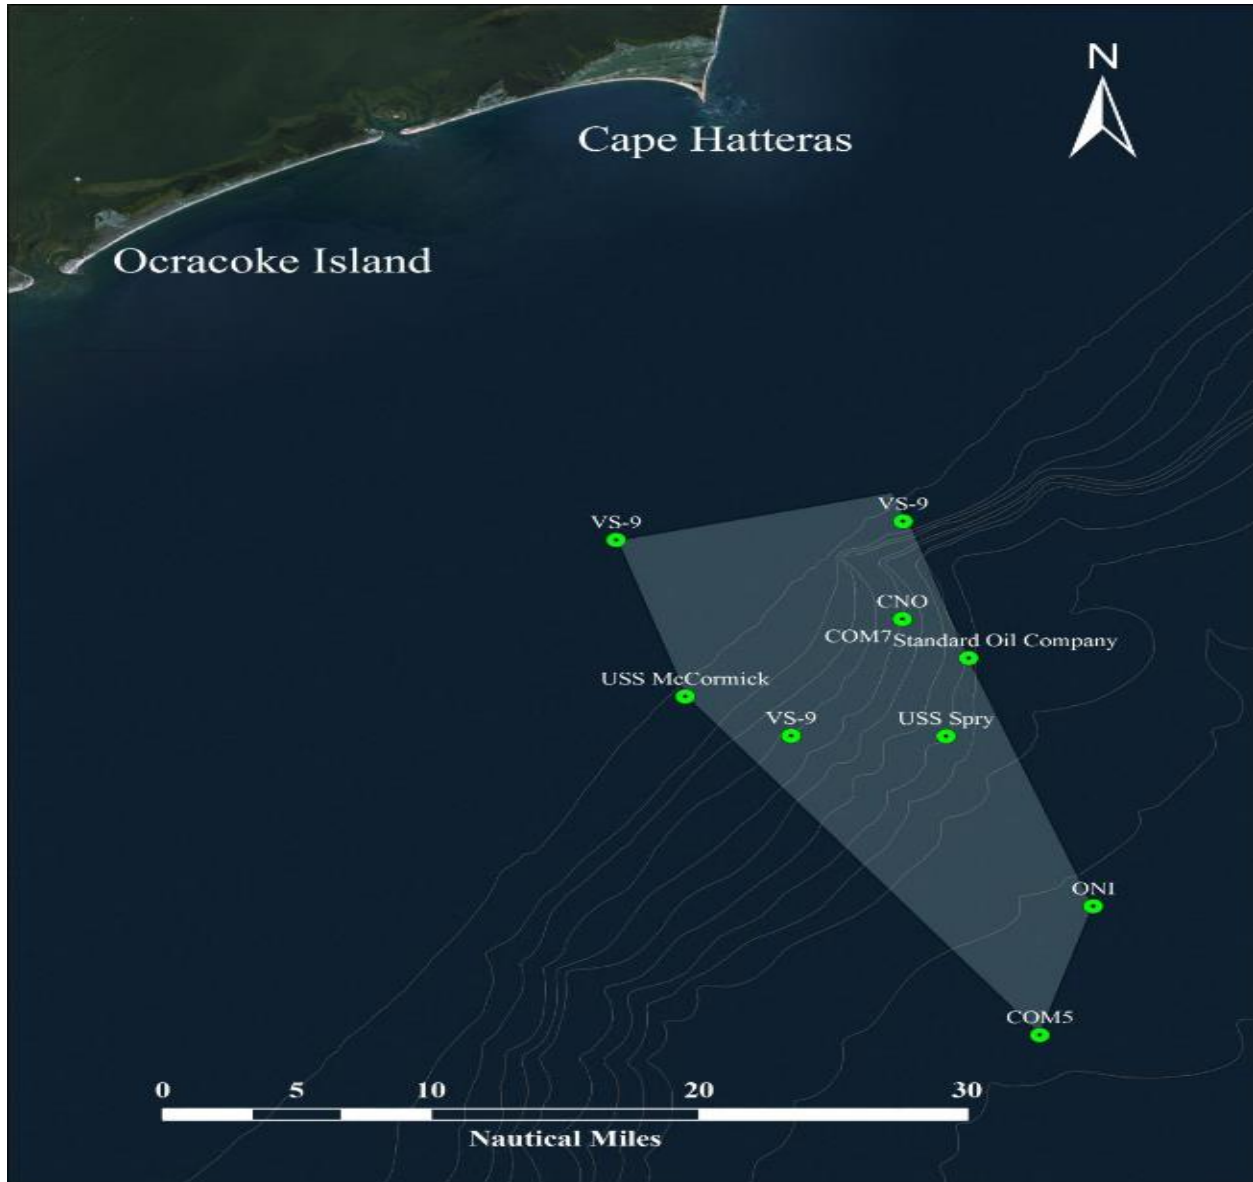 N
Cape Hatteras
Ocracoke Island
VS-9
VS-9
CNO
COM7
Standard Oil Company
USS McCormick
VS-9
USS Spry
ONI
COM5
0 5 10 20 30
Nautical Miles